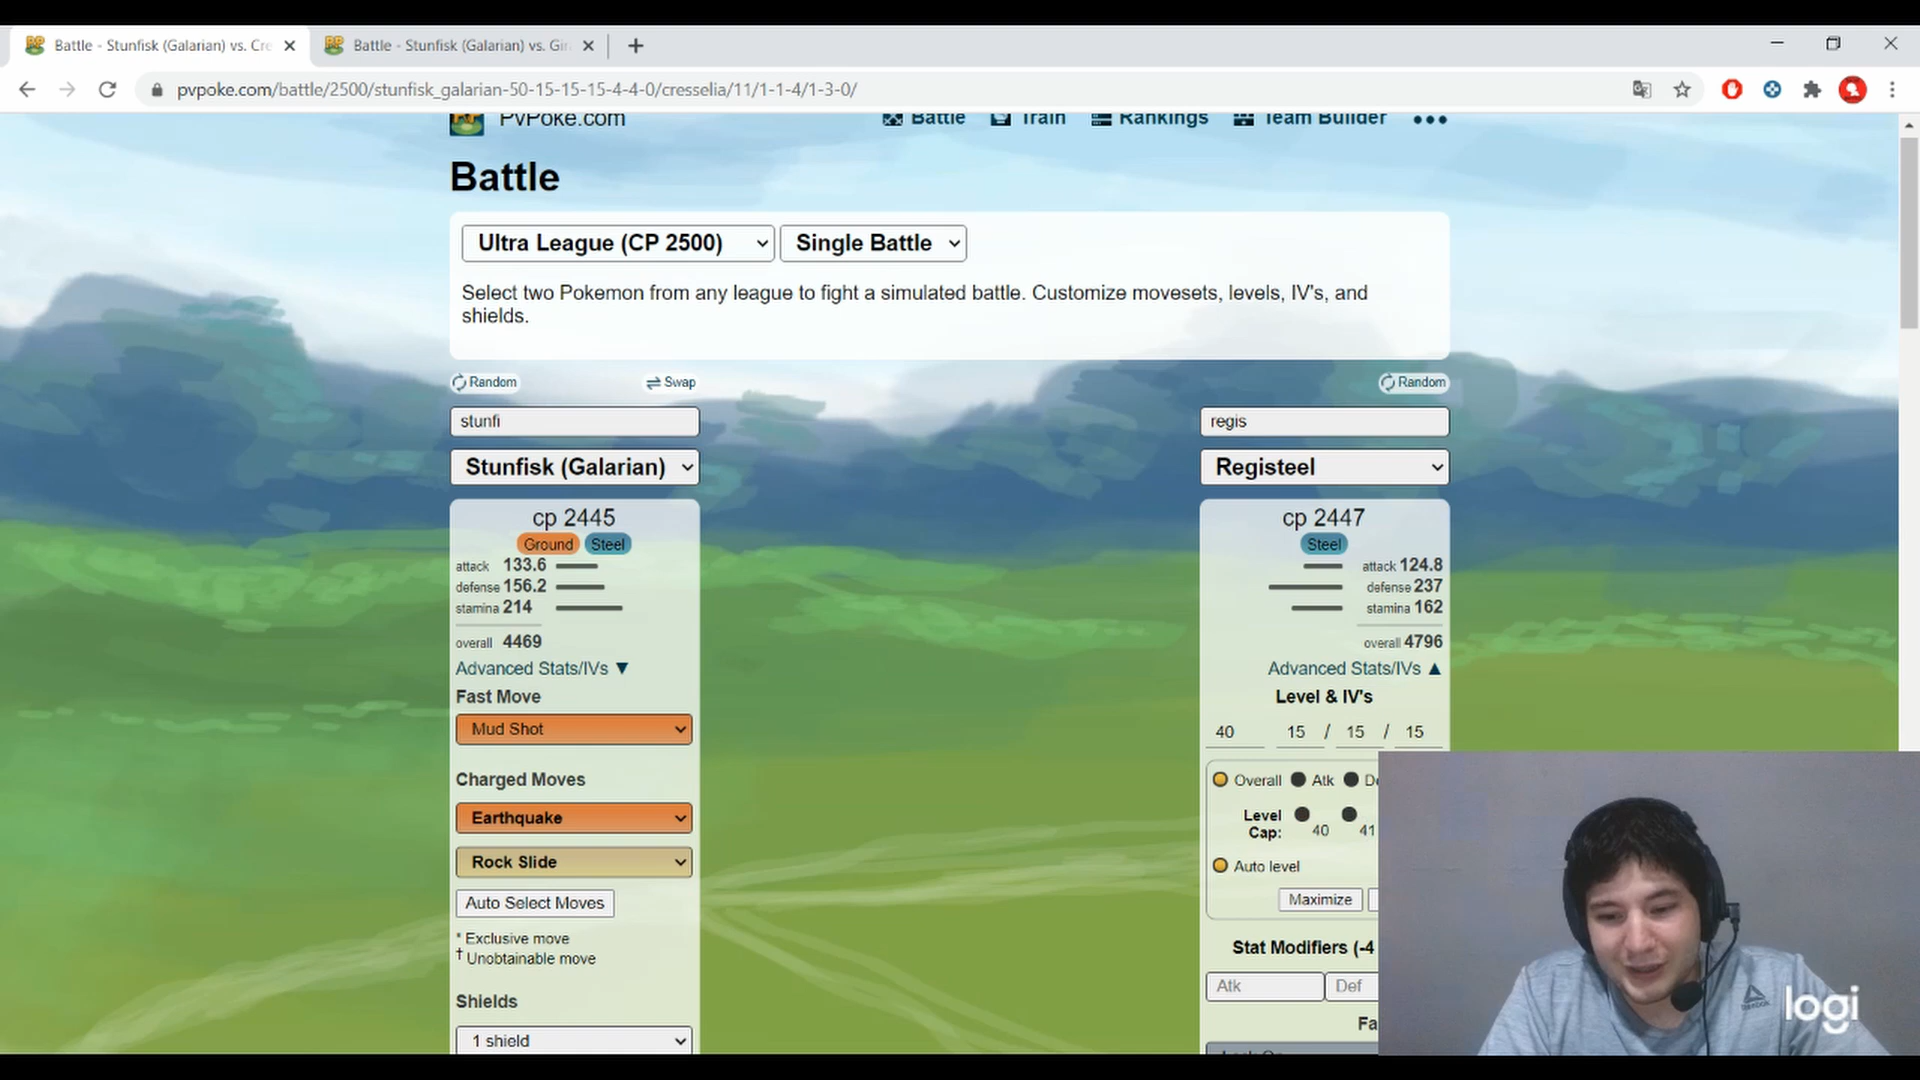 Battle - Stunfisk (Galarian) vs. Cre
Battle - Stunfisk (Galarian) vs. Gir
pvpoke.com/battle/2500/stunfisk_galarian-50-15-15-15-4-4-0/cresselia/11/1-1-4/1-3-0/
PvPoke.com
Battle
Train
Rankings
Team Builder
Battle
Ultra League (CP 2500)
Single Battle
Select two Pokemon from any league to fight a simulated battle. Customize movesets, levels, IV's, and
shields.
Random
Swap
Random
stunfi
regis
Stunfisk (Galarian)
Registeel
cp 2445
Ground Steel
attack 133.6
defense 156.2
stamina 214
overall 4469
Advanced Stats/IVs ▼
Fast Move
Mud Shot
Charged Moves
Earthquake
Rock Slide
Auto Select Moves
* Exclusive move
† Unobtainable move
Shields
1 shield
cp 2447
Steel
attack 124.8
defense 237
stamina 162
overall 4796
Advanced Stats/IVs ▲
Level & IV's
40 15 / 15 / 15
Overall Atk De
Level
Cap: 40 41
Auto level
Maximize
Stat Modifiers (-4
Atk Def
Fa
logi